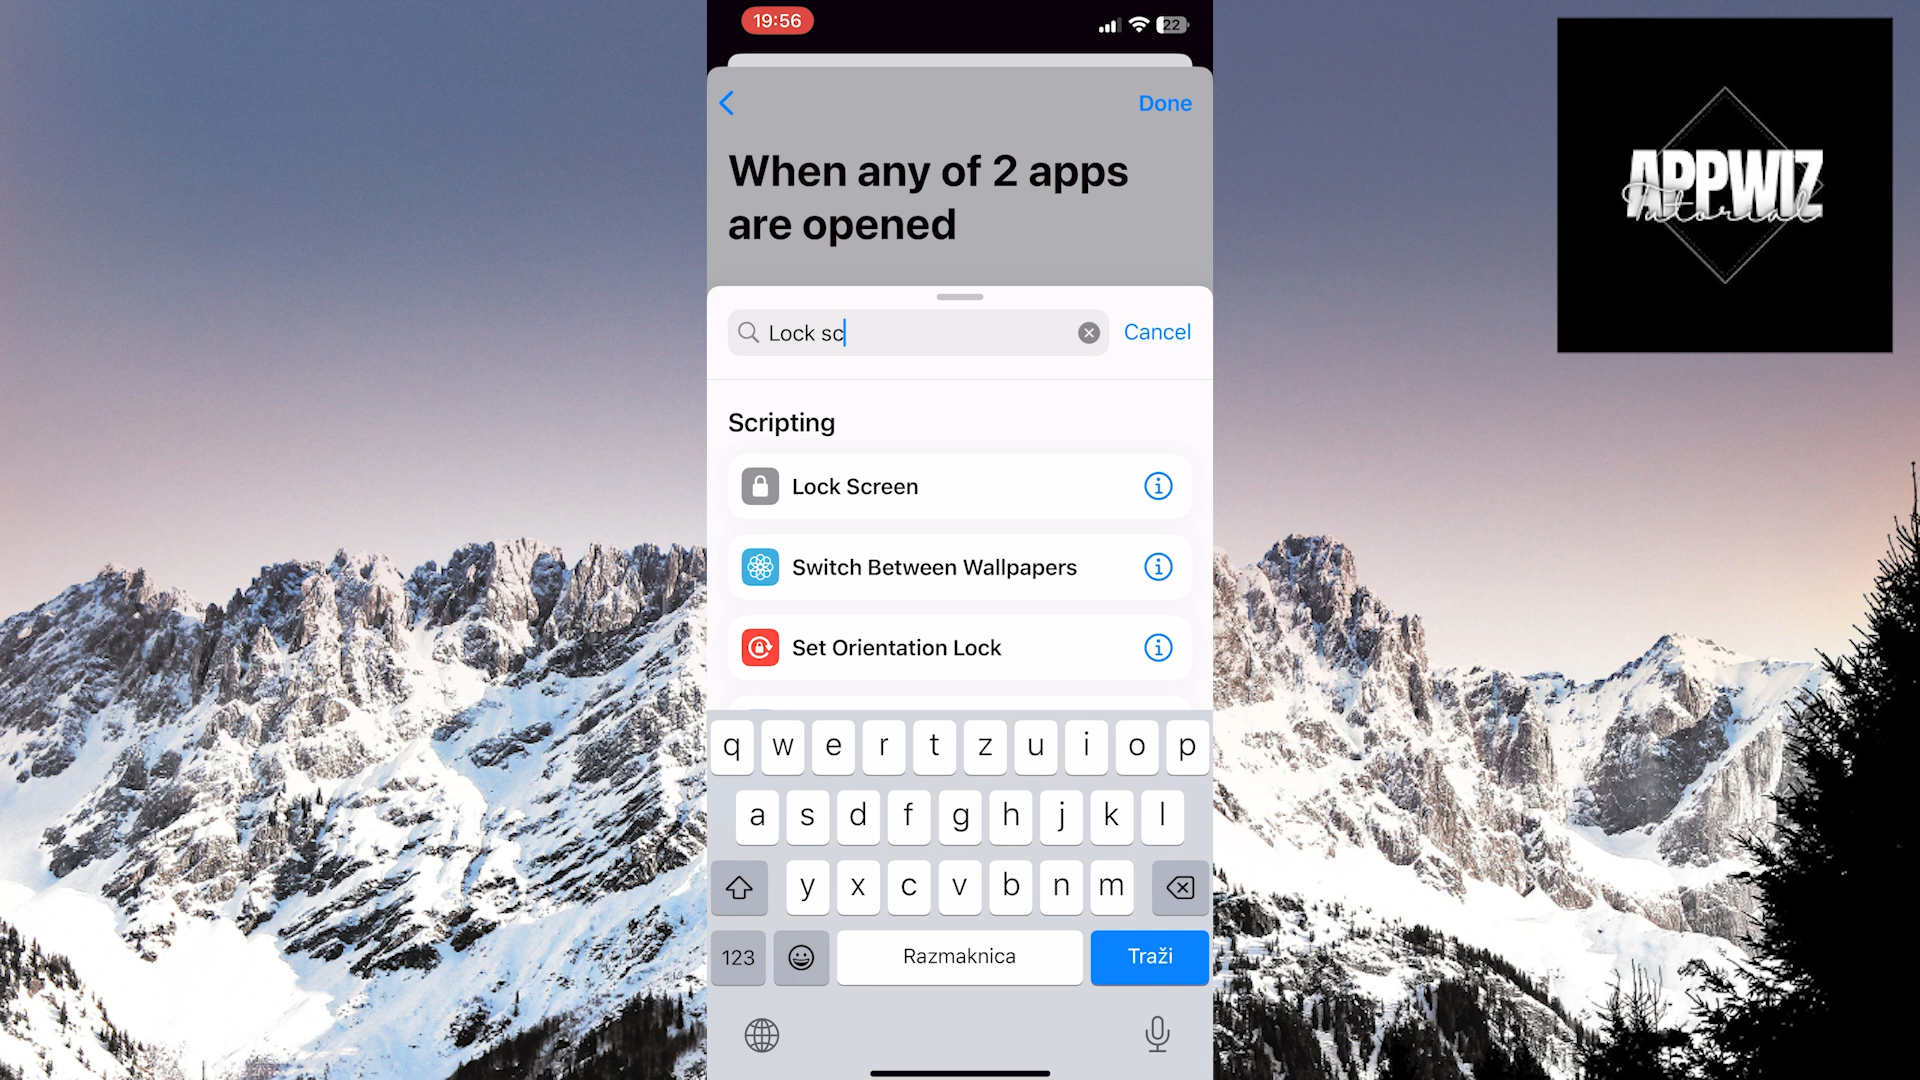 19:56
22
Done
When any of 2 apps
are opened
Lock sc
Cancel
Scripting
Lock Screen
Switch Between Wallpapers
Set Orientation Lock
q w e r t z u i o p
a s d f g h j k l
y x c v b n m
123
Razmaknica
Traži
APPWIZ
Tutorial